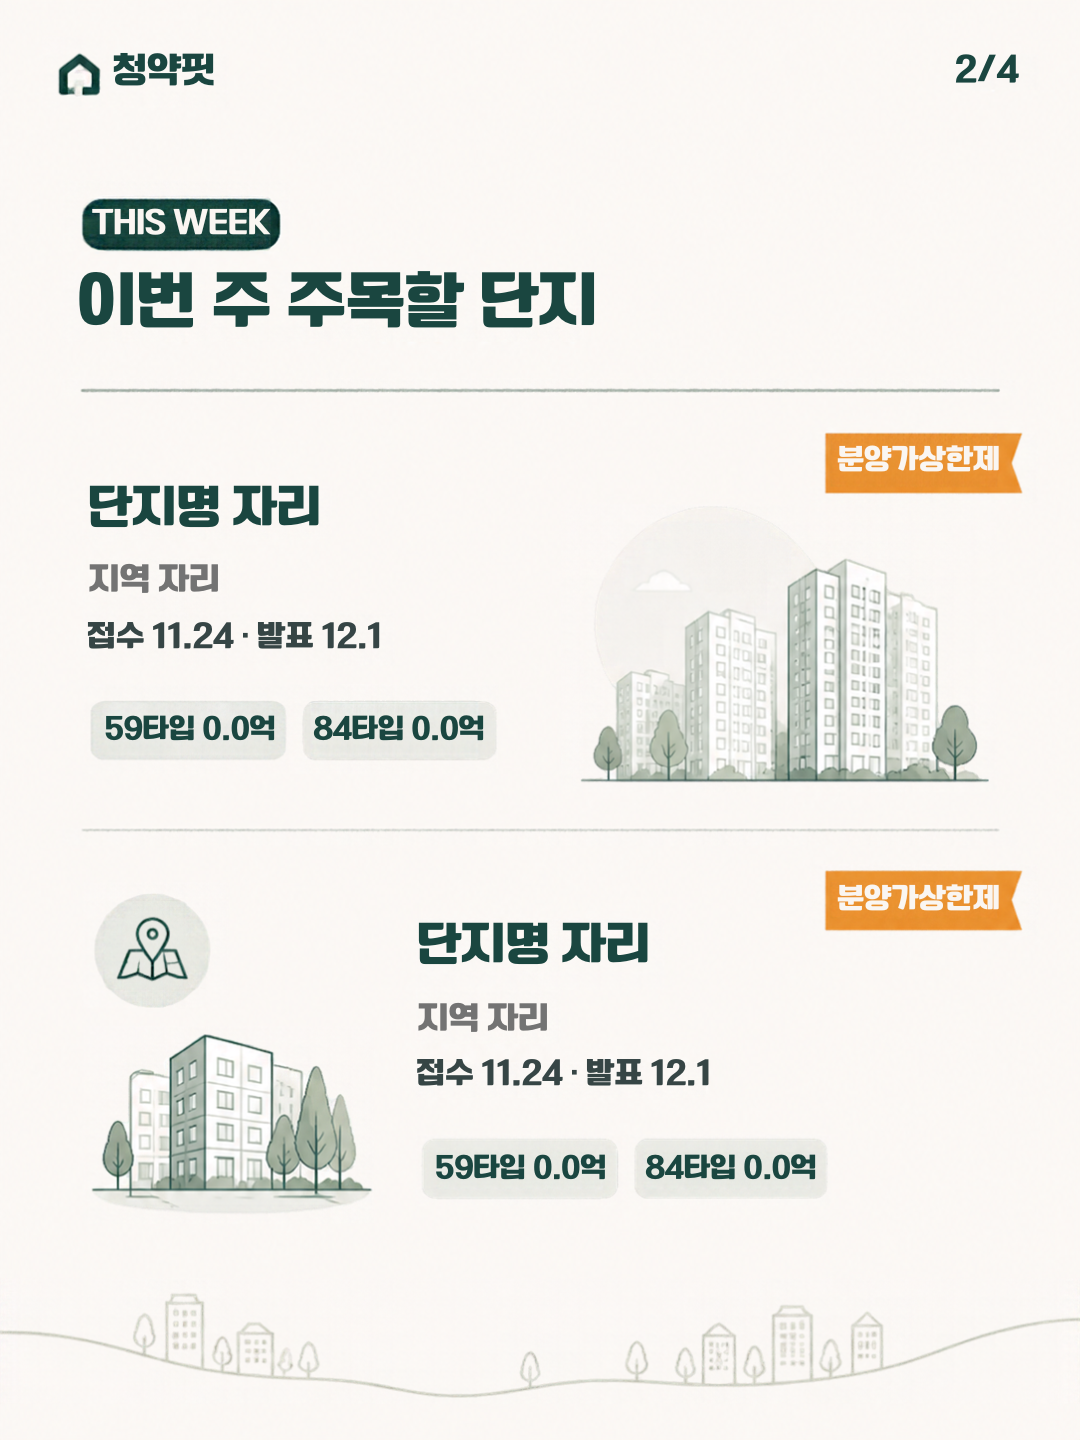 청약핏
2/4
THIS WEEK
이번 주 주목할 단지
분양가상한제
단지명 자리
지역 자리
접수 11.24 · 발표 12.1
59타입 0.0억
84타입 0.0억
분양가상한제
단지명 자리
지역 자리
접수 11.24 · 발표 12.1
59타입 0.0억
84타입 0.0억